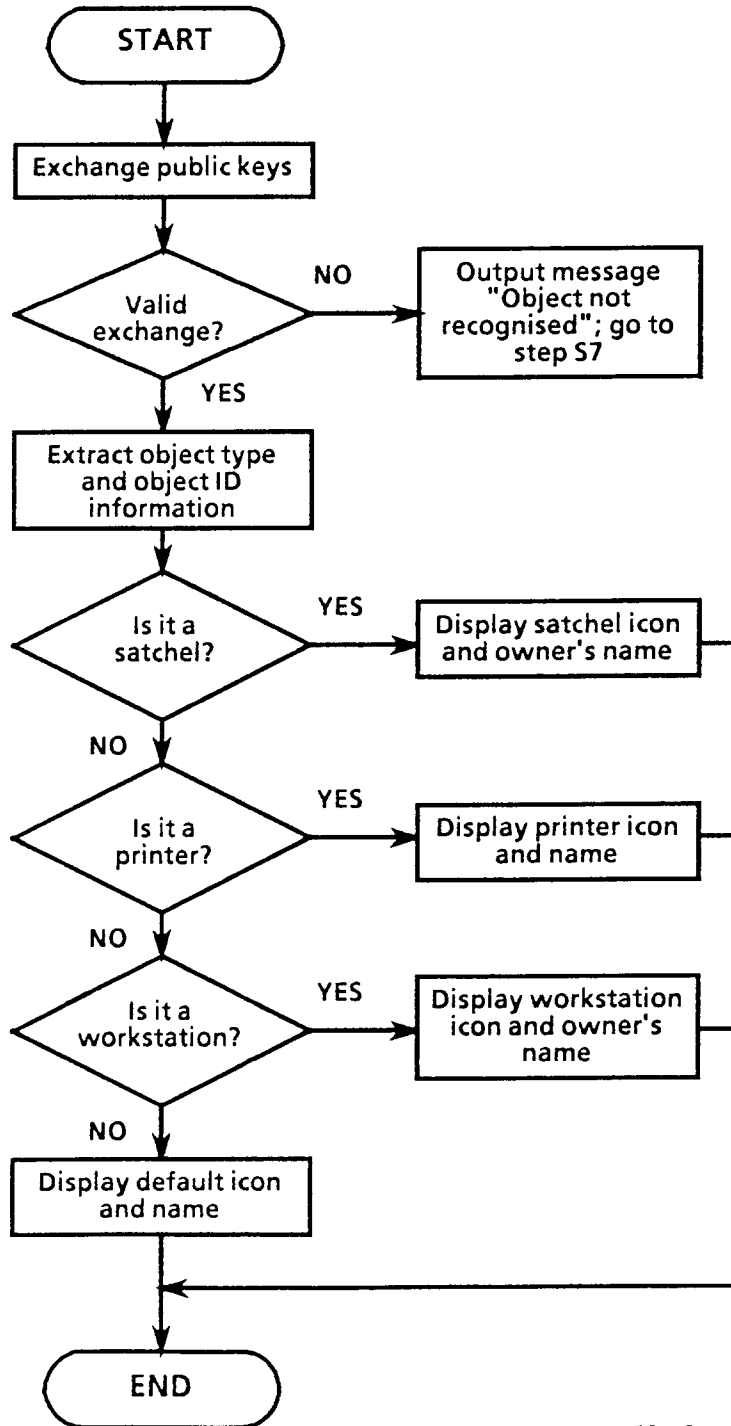 START
Exchange public keys
Valid
exchange?
NO
Output message
"Object not
recognised"; go to
step S7
YES
Extract object type
and object ID
information
Is it a
satchel?
YES
Display satchel icon
and owner's name
NO
Is it a
printer?
YES
Display printer icon
and name
NO
Is it a
workstation?
YES
Display workstation
icon and owner's
name
NO
Display default icon
and name
END